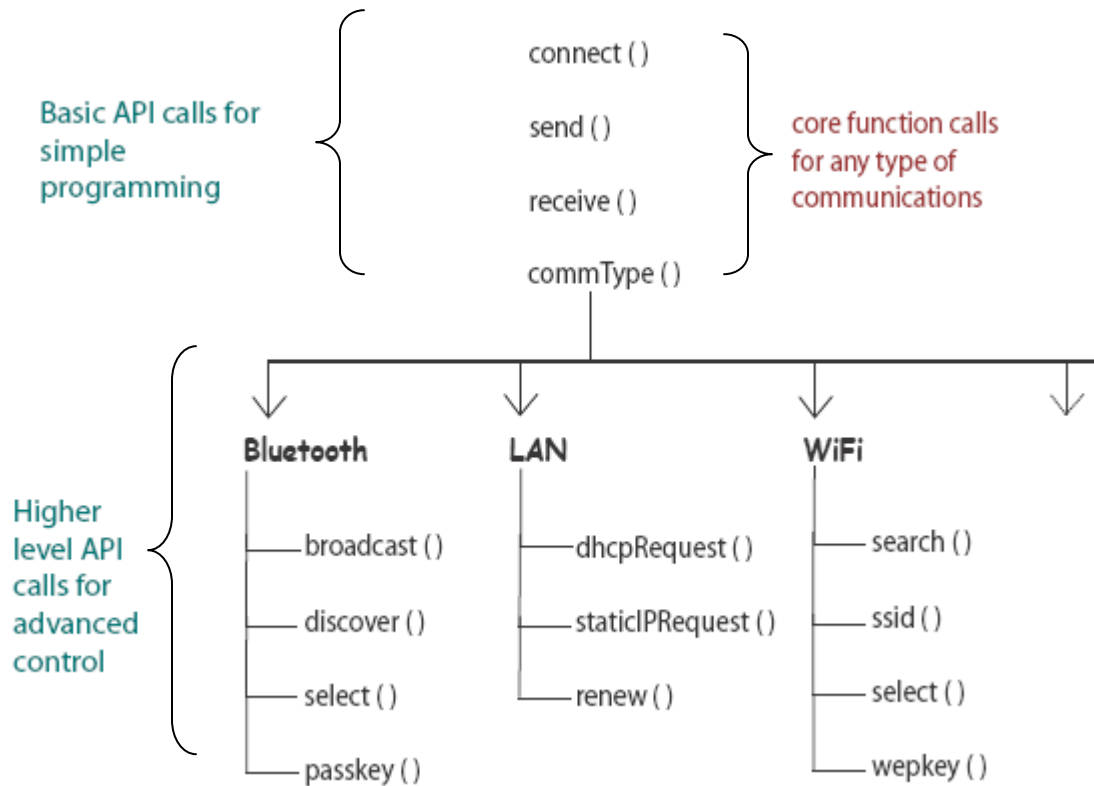 Basic API calls for
simple
programming
connect ( )
send ( )
receive ( )
commType ( )
core function calls
for any type of
communications
Higher
level API
calls for
advanced
control
Bluetooth
broadcast ( )
discover ( )
select ( )
passkey ( )
LAN
dhcpRequest ( )
staticIPRequest ( )
renew ( )
WiFi
search ( )
ssid ( )
select ( )
wepkey ( )